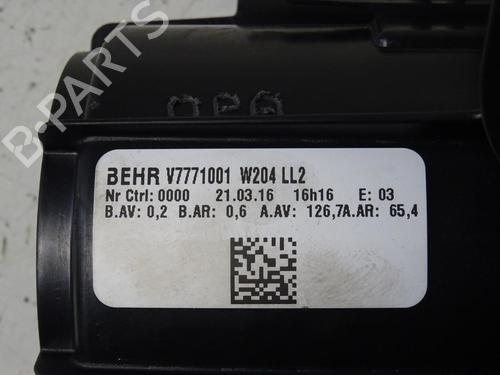 B-PARTS
OPG
BEHR V7771001 W204 LL2
Nr Ctrl: 0000 21.03.16 16h16 E: 03
B.AV: 0,2 B.AR: 0,6 A.AV: 126,7A.AR: 65,4